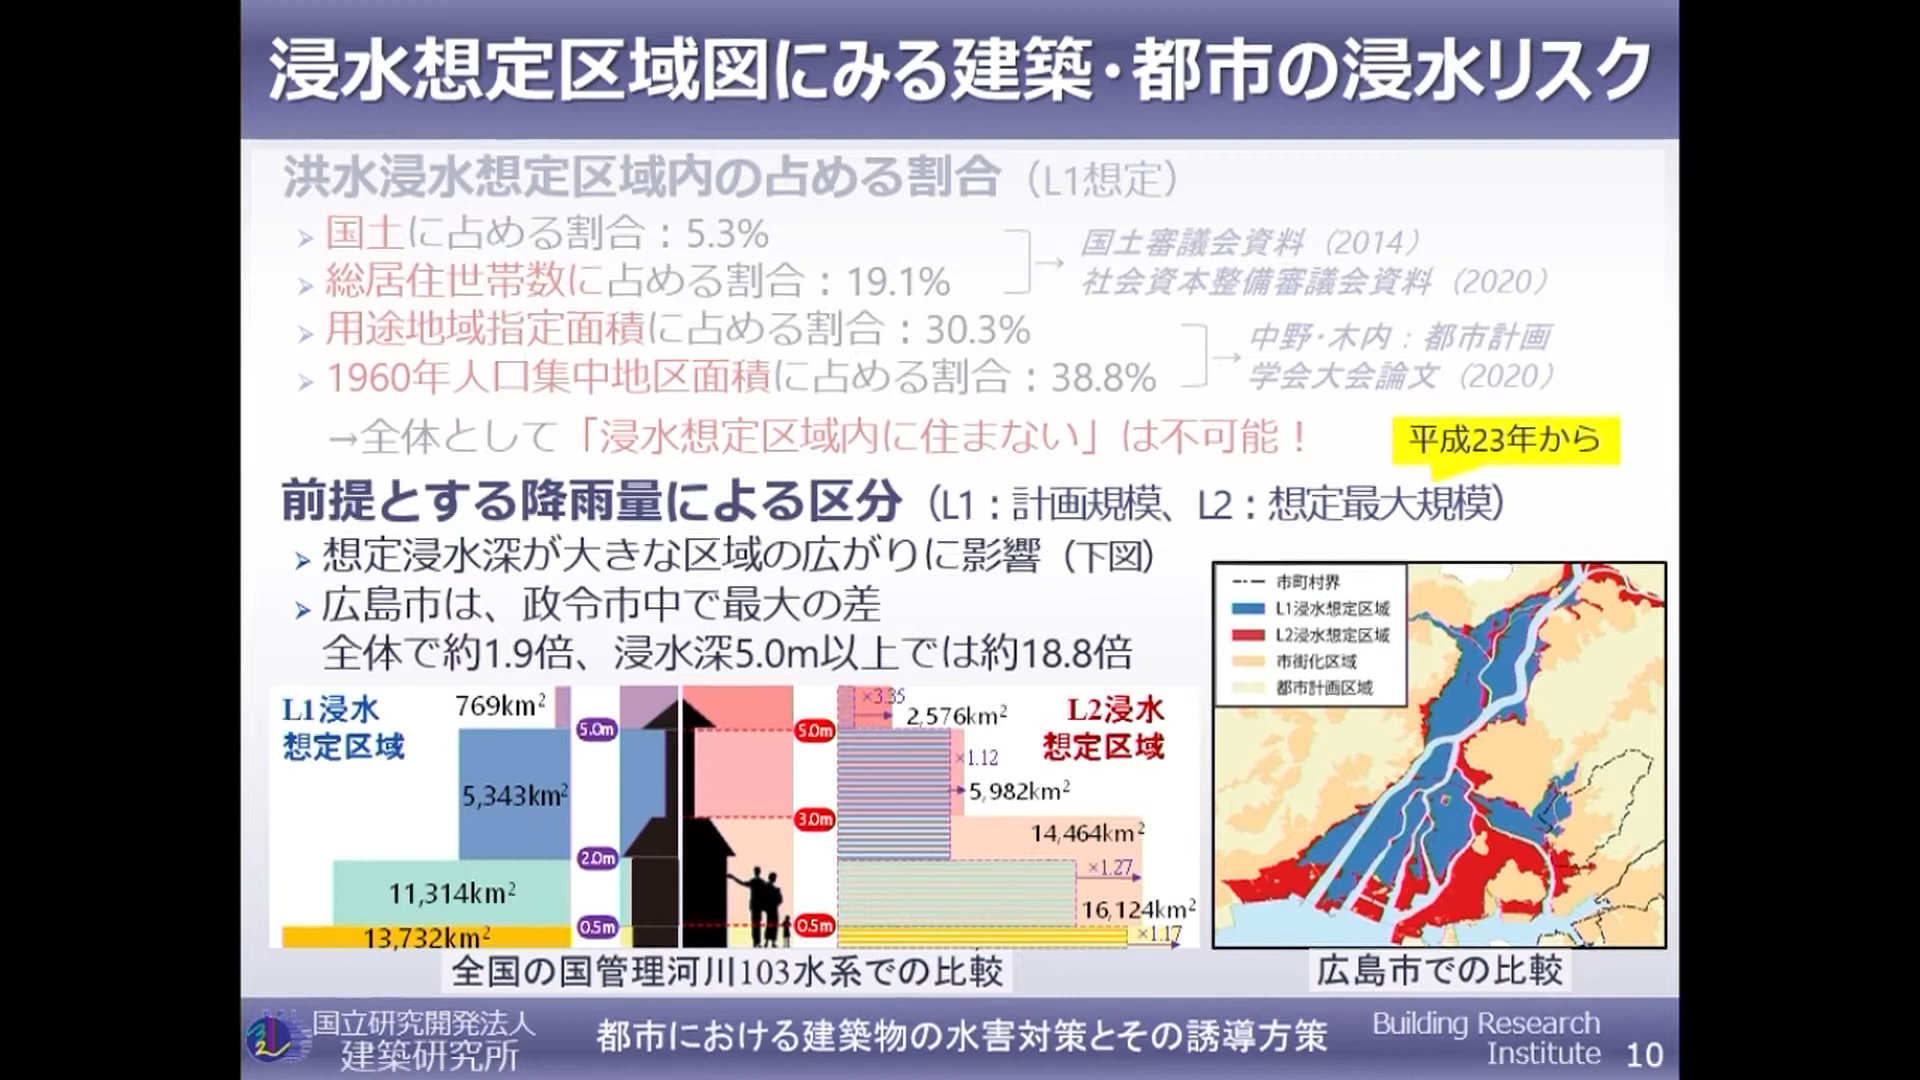 浸水想定区域図にみる建築・都市の浸水リスク
洪水浸水想定区域内の占める割合（L1想定）
国土に占める割合：5.3%
総居住世帯数に占める割合：19.1%
国土審議会資料（2014）
社会資本整備審議会資料（2020）
用途地域指定面積に占める割合：30.3%
1960年人口集中地区面積に占める割合：38.8%
中野・木内：都市計画
学会大会論文（2020）
→全体として「浸水想定区域内に住まない」は不可能！
平成23年から
前提とする降雨量による区分（L1：計画規模、L2：想定最大規模）
想定浸水深が大きな区域の広がりに影響（下図）
広島市は、政令市中で最大の差
全体で約1.9倍、浸水深5.0m以上では約18.8倍
L1浸水
想定区域
769km²
5,343km²
11,314km²
13,732km²
5.0m
2.0m
0.5m
5.0m
3.0m
0.5m
×3.35
2,576km²
×1.12
5,982km²
14,464km²
×1.27
16,124km²
×1.17
L2浸水
想定区域
全国の国管理河川103水系での比較
市町村界
L1浸水想定区域
L2浸水想定区域
市街化区域
都市計画区域
広島市での比較
国立研究開発法人
建築研究所
都市における建築物の水害対策とその誘導方策
Building Research
Institute
10